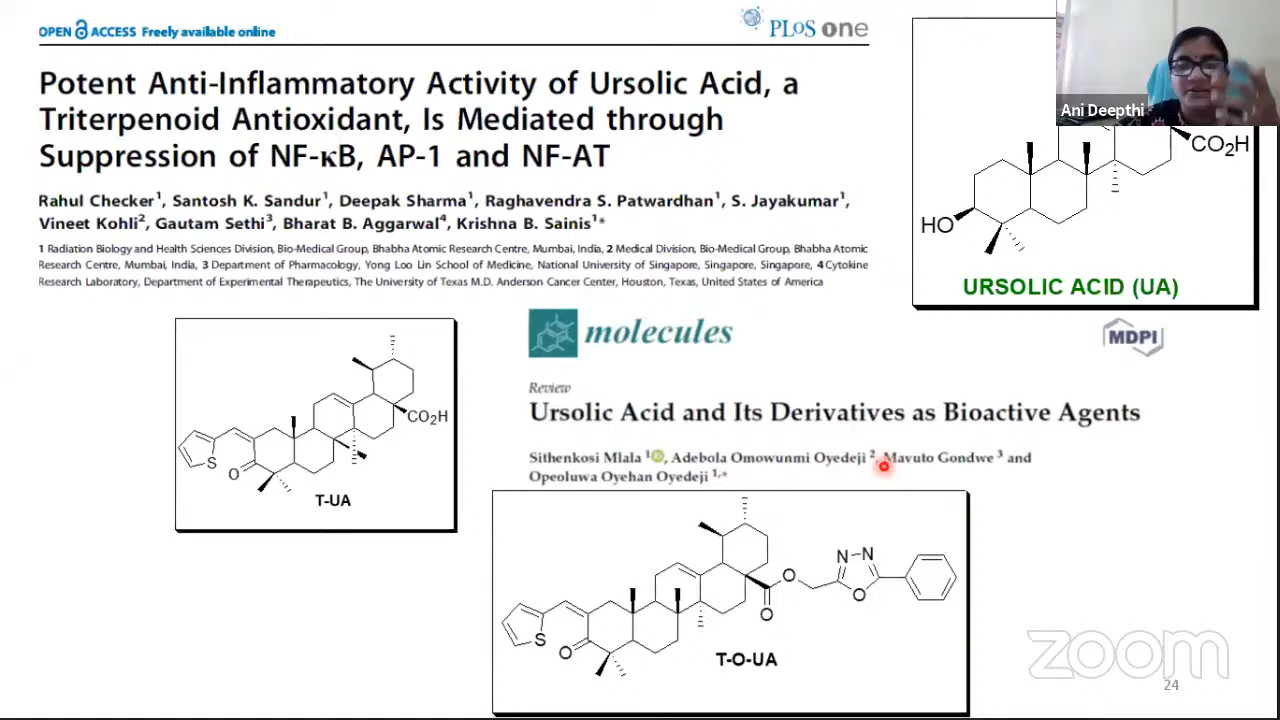 OPEN ACCESS Freely available online
PLoS one
Potent Anti-Inflammatory Activity of Ursolic Acid, a
Triterpenoid Antioxidant, Is Mediated through
Suppression of NF-κB, AP-1 and NF-AT
Rahul Checker1, Santosh K. Sandur1, Deepak Sharma1, Raghavendra S. Patwardhan1, S. Jayakumar1,
Vineet Kohli2, Gautam Sethi3, Bharat B. Aggarwal4, Krishna B. Sainis1*
1 Radiation Biology and Health Sciences Division, Bio-Medical Group, Bhabha Atomic Research Centre, Mumbai, India, 2 Medical Division, Bio-Medical Group, Bhabha Atomic
Research Centre, Mumbai, India, 3 Department of Pharmacology, Yong Loo Lin School of Medicine, National University of Singapore, Singapore, Singapore, 4 Cytokine
Research Laboratory, Department of Experimental Therapeutics, The University of Texas M.D. Anderson Cancer Center, Houston, Texas, United States of America
Ani Deepthi
CO2H
HO
URSOLIC ACID (UA)
CO2H
S
O
T-UA
molecules
MDPI
Review
Ursolic Acid and Its Derivatives as Bioactive Agents
Sithenkosi Mlala 1, Adebola Omowunmi Oyedeji 2, Mavuto Gondwe 3 and
Opeoluwa Oyehan Oyedeji 1,*
N-N
O
O
O
S
O
T-O-UA
zoom
24